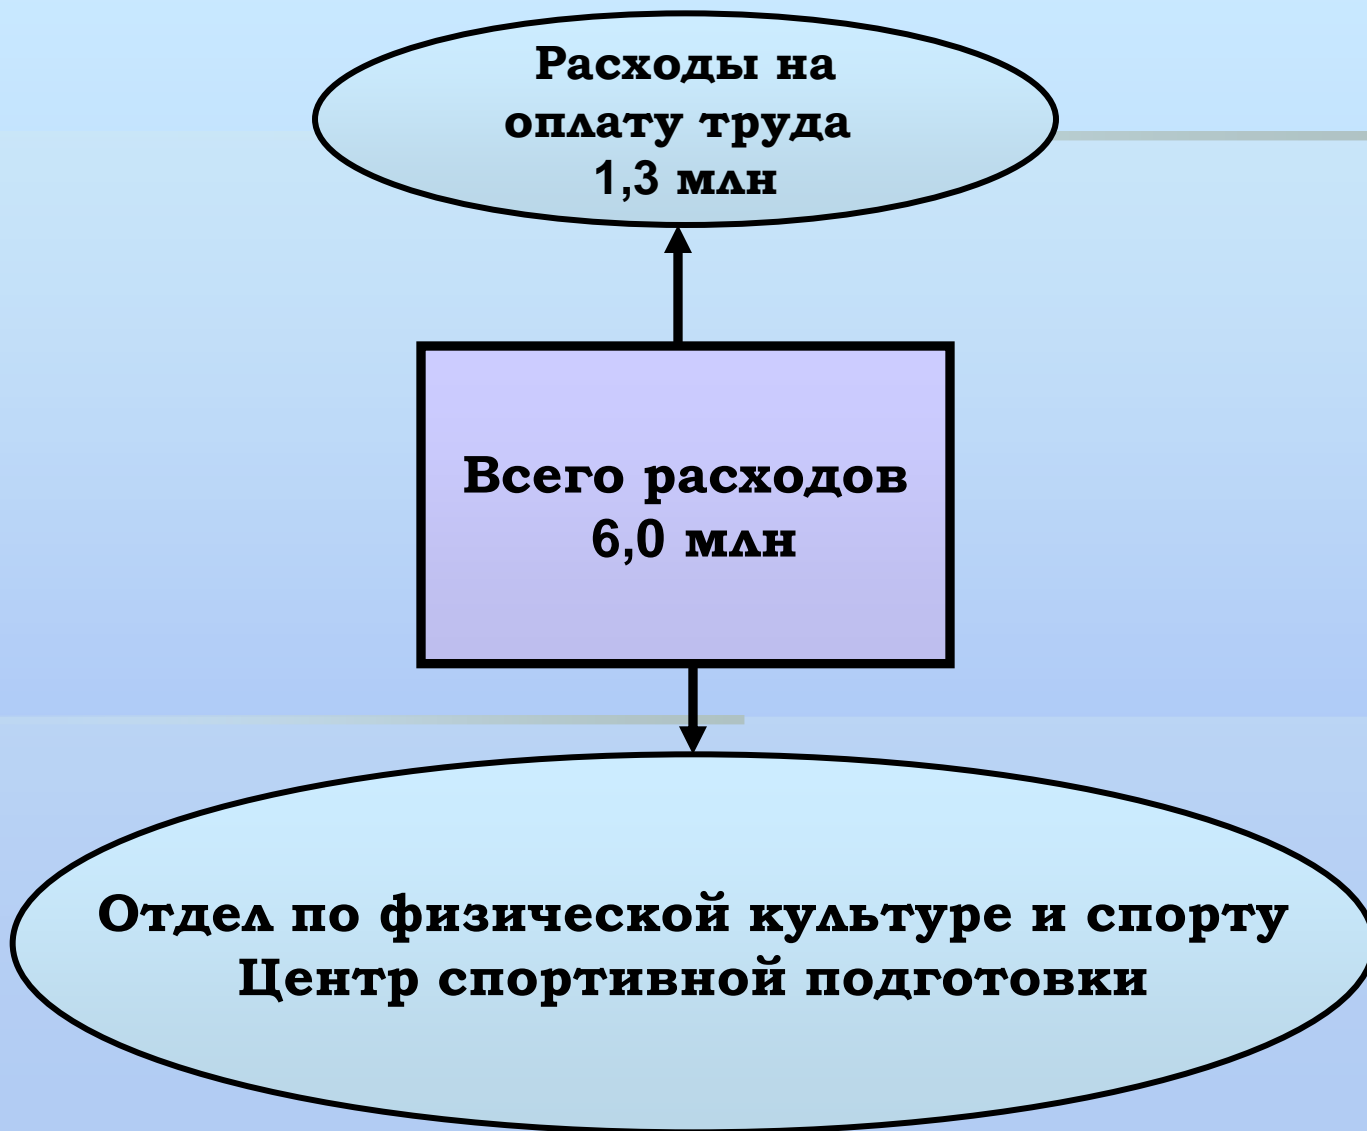 Расходы на
оплату труда
1,3 млн
Всего расходов
6,0 млн
Отдел по физической культуре и спорту
Центр спортивной подготовки